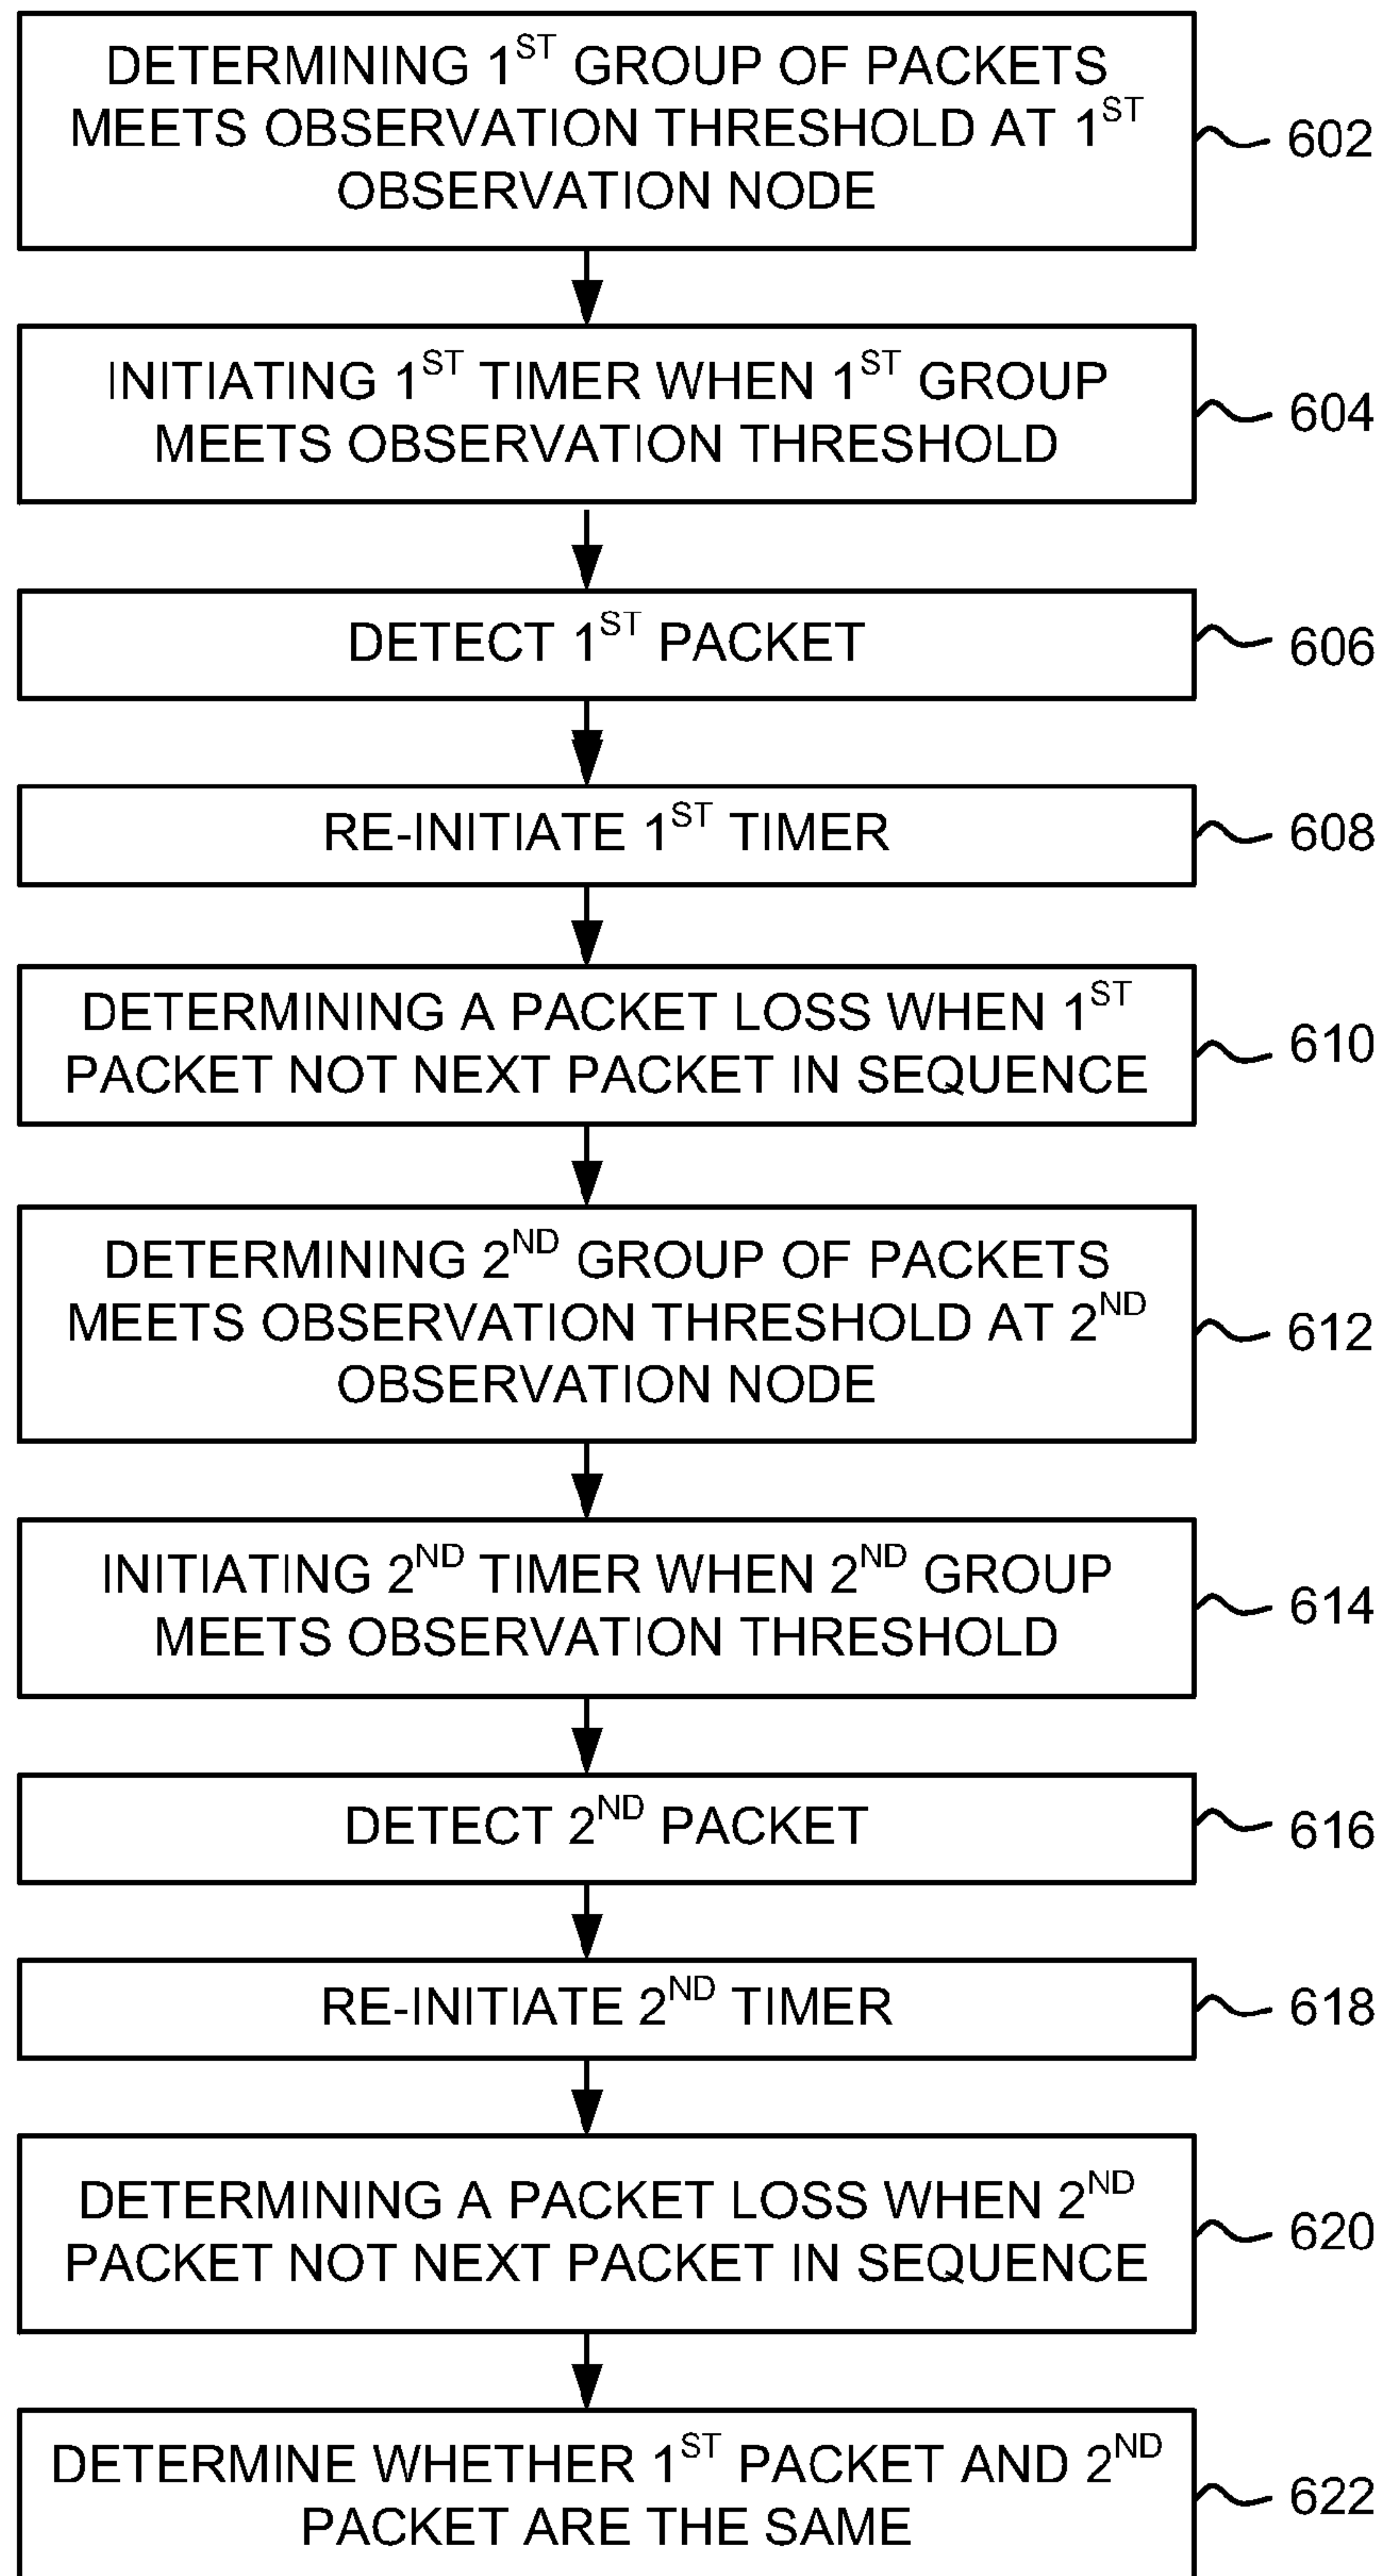 DETERMINING 1ST GROUP OF PACKETS
MEETS OBSERVATION THRESHOLD AT 1ST
OBSERVATION NODE
602
INITIATING 1ST TIMER WHEN 1ST GROUP
MEETS OBSERVATION THRESHOLD
604
DETECT 1ST PACKET
606
RE-INITIATE 1ST TIMER
608
DETERMINING A PACKET LOSS WHEN 1ST
PACKET NOT NEXT PACKET IN SEQUENCE
610
DETERMINING 2ND GROUP OF PACKETS
MEETS OBSERVATION THRESHOLD AT 2ND
OBSERVATION NODE
612
INITIATING 2ND TIMER WHEN 2ND GROUP
MEETS OBSERVATION THRESHOLD
614
DETECT 2ND PACKET
616
RE-INITIATE 2ND TIMER
618
DETERMINING A PACKET LOSS WHEN 2ND
PACKET NOT NEXT PACKET IN SEQUENCE
620
DETERMINE WHETHER 1ST PACKET AND 2ND
PACKET ARE THE SAME
622